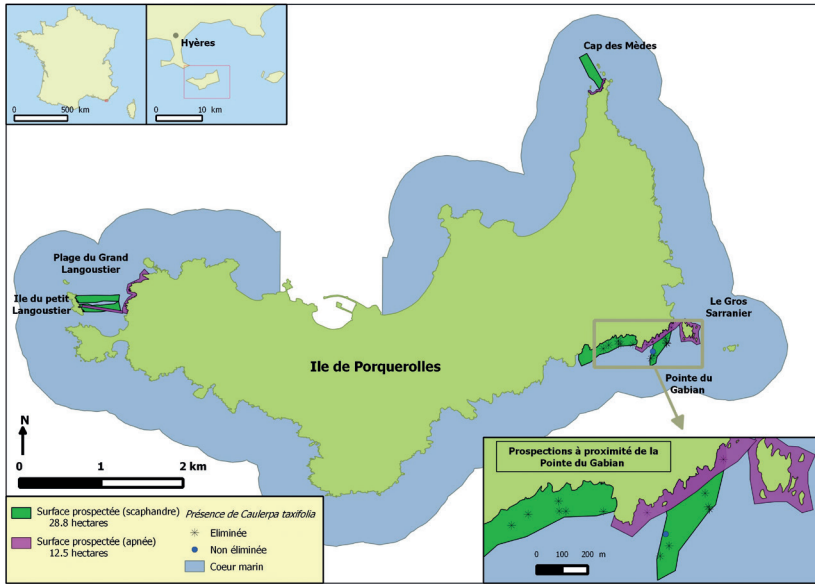 Hyères
0 500 km
0 10 km
Cap des Mèdes
Plage du Grand
Langoustier
Ile du petit
Langoustier
Le Gros
Sarranier
Ile de Porquerolles
Pointe du
Gabian
N
0 1 2 km
Prospections à proximité de la
Pointe du Gabian
0 100 200 m
Surface prospectée (scaphandre)
28.8 hectares
Surface prospectée (apnée)
12.5 hectares
Présence de Caulerpa taxifolia
Eliminée
Non éliminée
Coeur marin